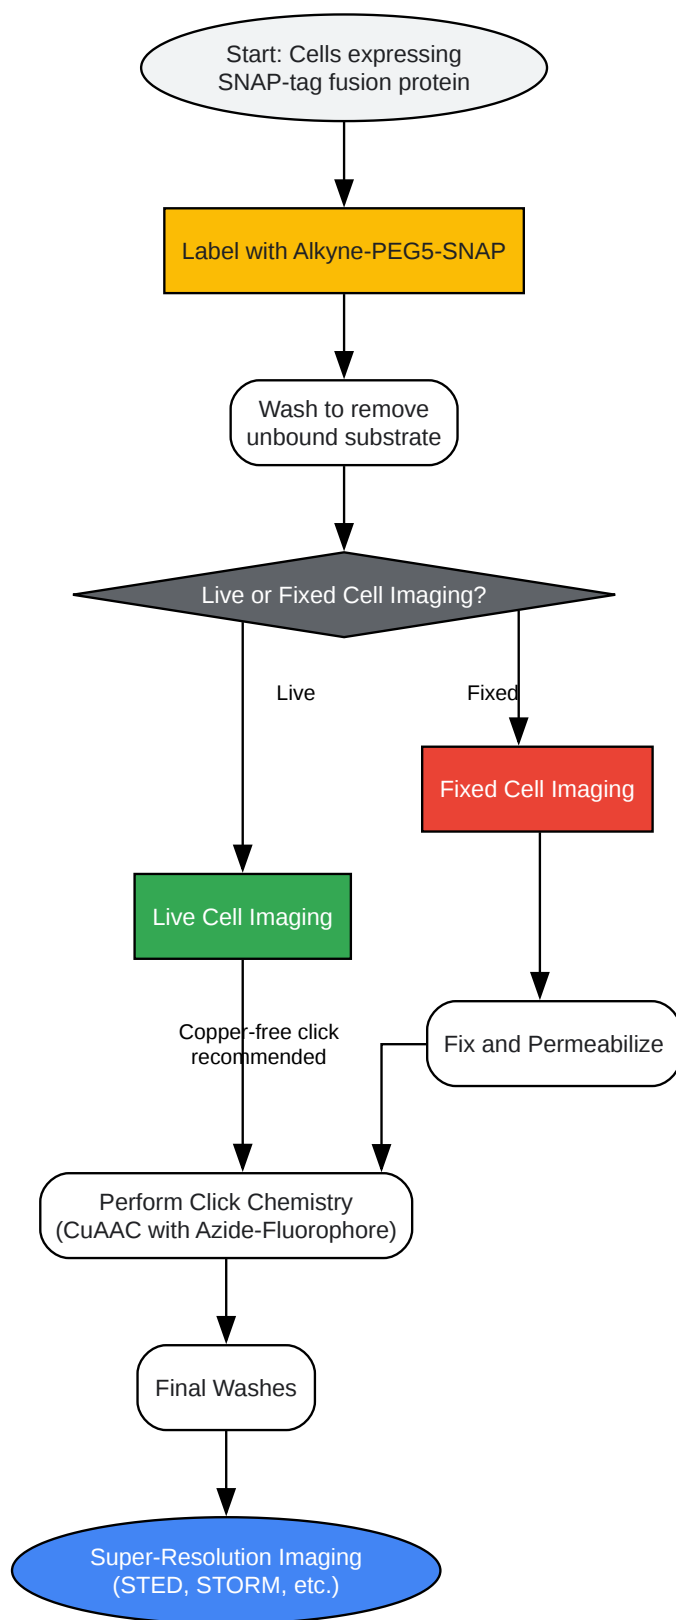 Start: Cells expressing
SNAP-tag fusion protein
Label with Alkyne-PEG5-SNAP
Wash to remove
unbound substrate
Live or Fixed Cell Imaging?
Live
Fixed
Fixed Cell Imaging
Live Cell Imaging
Copper-free click
recommended
Fix and Permeabilize
Perform Click Chemistry
(CuAAC with Azide-Fluorophore)
Final Washes
Super-Resolution Imaging
(STED, STORM, etc.)